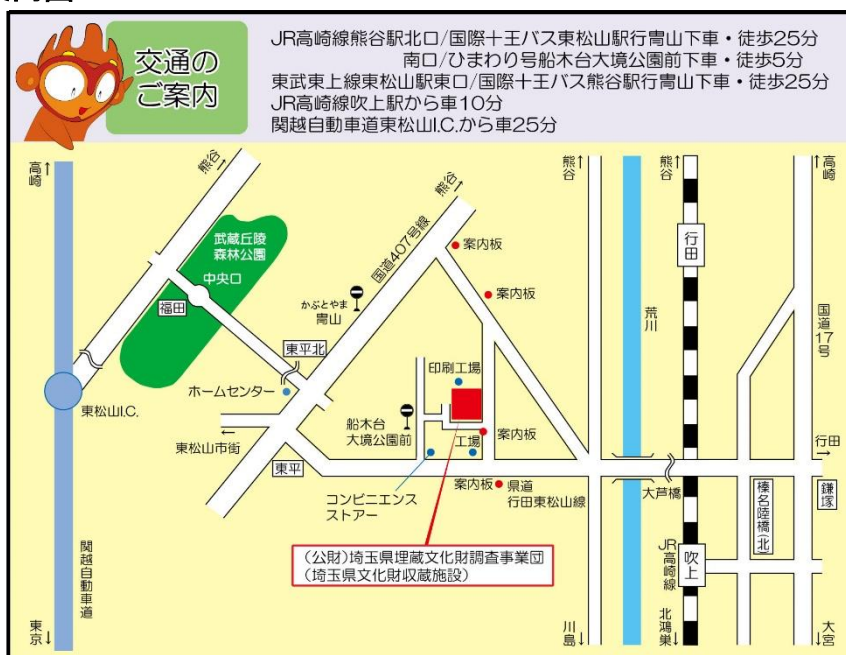 交通の
ご案内
JR高崎線熊谷駅北口/国際十王バス東松山駅行冑山下車・徒歩25分
南口/ひまわり号船木台大境公園前下車・徒歩5分
東武東上線東松山駅東口/国際十王バス熊谷駅行冑山下車・徒歩25分
JR高崎線吹上駅から車10分
関越自動車道東松山I.C.から車25分
高崎↑
熊谷→
熊谷→
熊谷↑
熊谷↑
↑高崎
武蔵丘陵
森林公園
中央口
福田
国道407号線
案内板
案内板
かぶとやま
冑山
行田
荒川
国道17号
東平北
ホームセンター
東松山I.C.
印刷工場
船木台
大境公園前
案内板
工場
←
東松山市街
東平
行田
→
コンビニエンス
ストアー
案内板
県道
行田東松山線
大芦橋
榛名陸橋(北)
鎌塚
(公財)埼玉県埋蔵文化財調査事業団
(埼玉県文化財収蔵施設)
関越自動車道
JR高崎線
吹上
東京↓
川島↓
北鴻巣↓
↓大宮